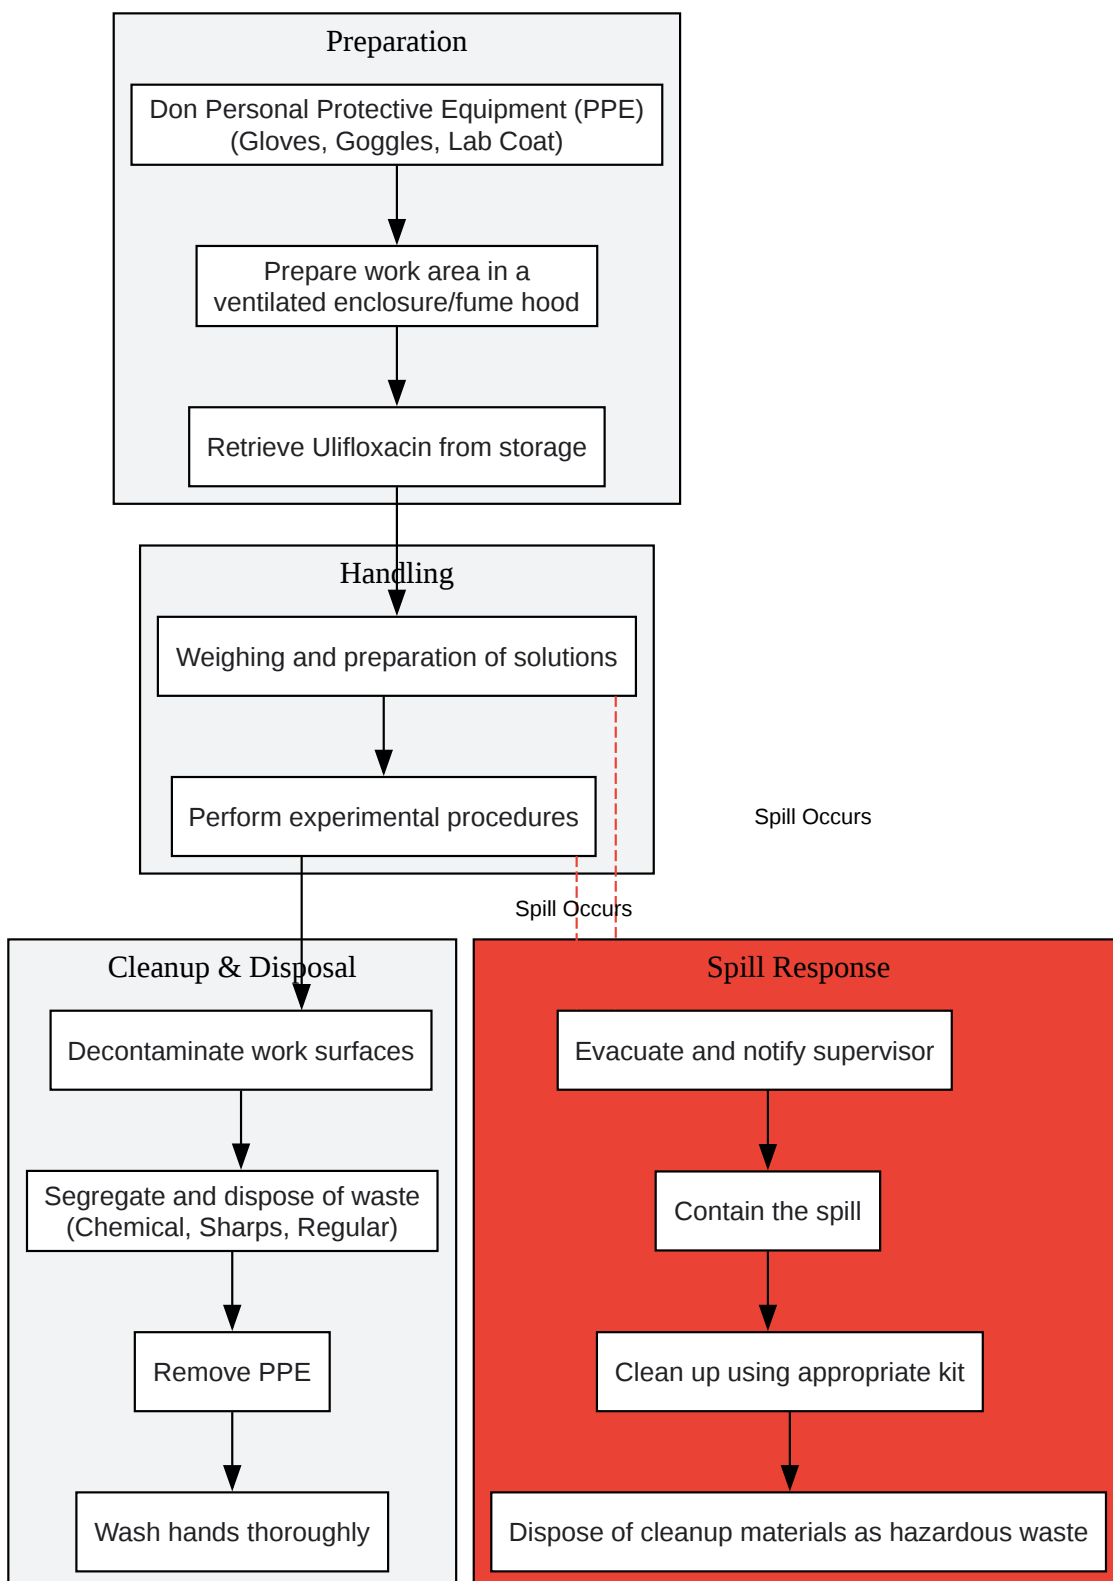 Preparation
Don Personal Protective Equipment (PPE)
(Gloves, Goggles, Lab Coat)
Prepare work area in a
ventilated enclosure/fume hood
Retrieve Ulifloxacin from storage
Handling
Weighing and preparation of solutions
Perform experimental procedures
Spill Occurs
Spill Occurs
Cleanup & Disposal
Decontaminate work surfaces
Segregate and dispose of waste
(Chemical, Sharps, Regular)
Remove PPE
Wash hands thoroughly
Spill Response
Evacuate and notify supervisor
Contain the spill
Clean up using appropriate kit
Dispose of cleanup materials as hazardous waste